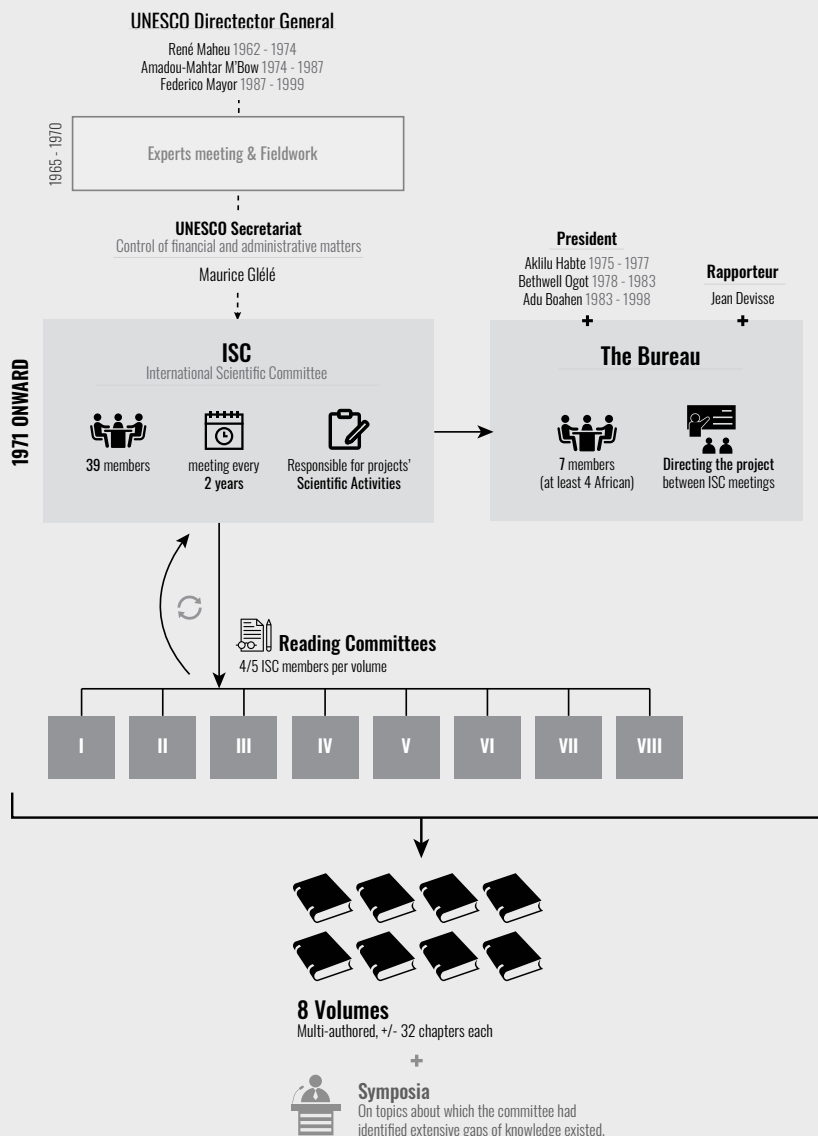 UNESCO Directector General
René Maheu 1962 - 1974
Amadou-Mahtar M'Bow 1974 - 1987
Federico Mayor 1987 - 1999
1965 - 1970
Experts meeting & Fieldwork
UNESCO Secretariat
Control of financial and administrative matters
Maurice Glélé
President
Aklilu Habte 1975 - 1977
Bethwell Ogot 1978 - 1983
Adu Boahen 1983 - 1998
Rapporteur
Jean Devisse
1971 ONWARD
ISC
International Scientific Committee
39 members
meeting every
2 years
Responsible for projects'
Scientific Activities
The Bureau
7 members
(at least 4 African)
Directing the project
between ISC meetings
Reading Committees
4/5 ISC members per volume
I
II
III
IV
V
VI
VII
VIII
8 Volumes
Multi-authored, +/- 32 chapters each
+
Symposia
On topics about which the committee had
identified extensive gaps of knowledge existed.